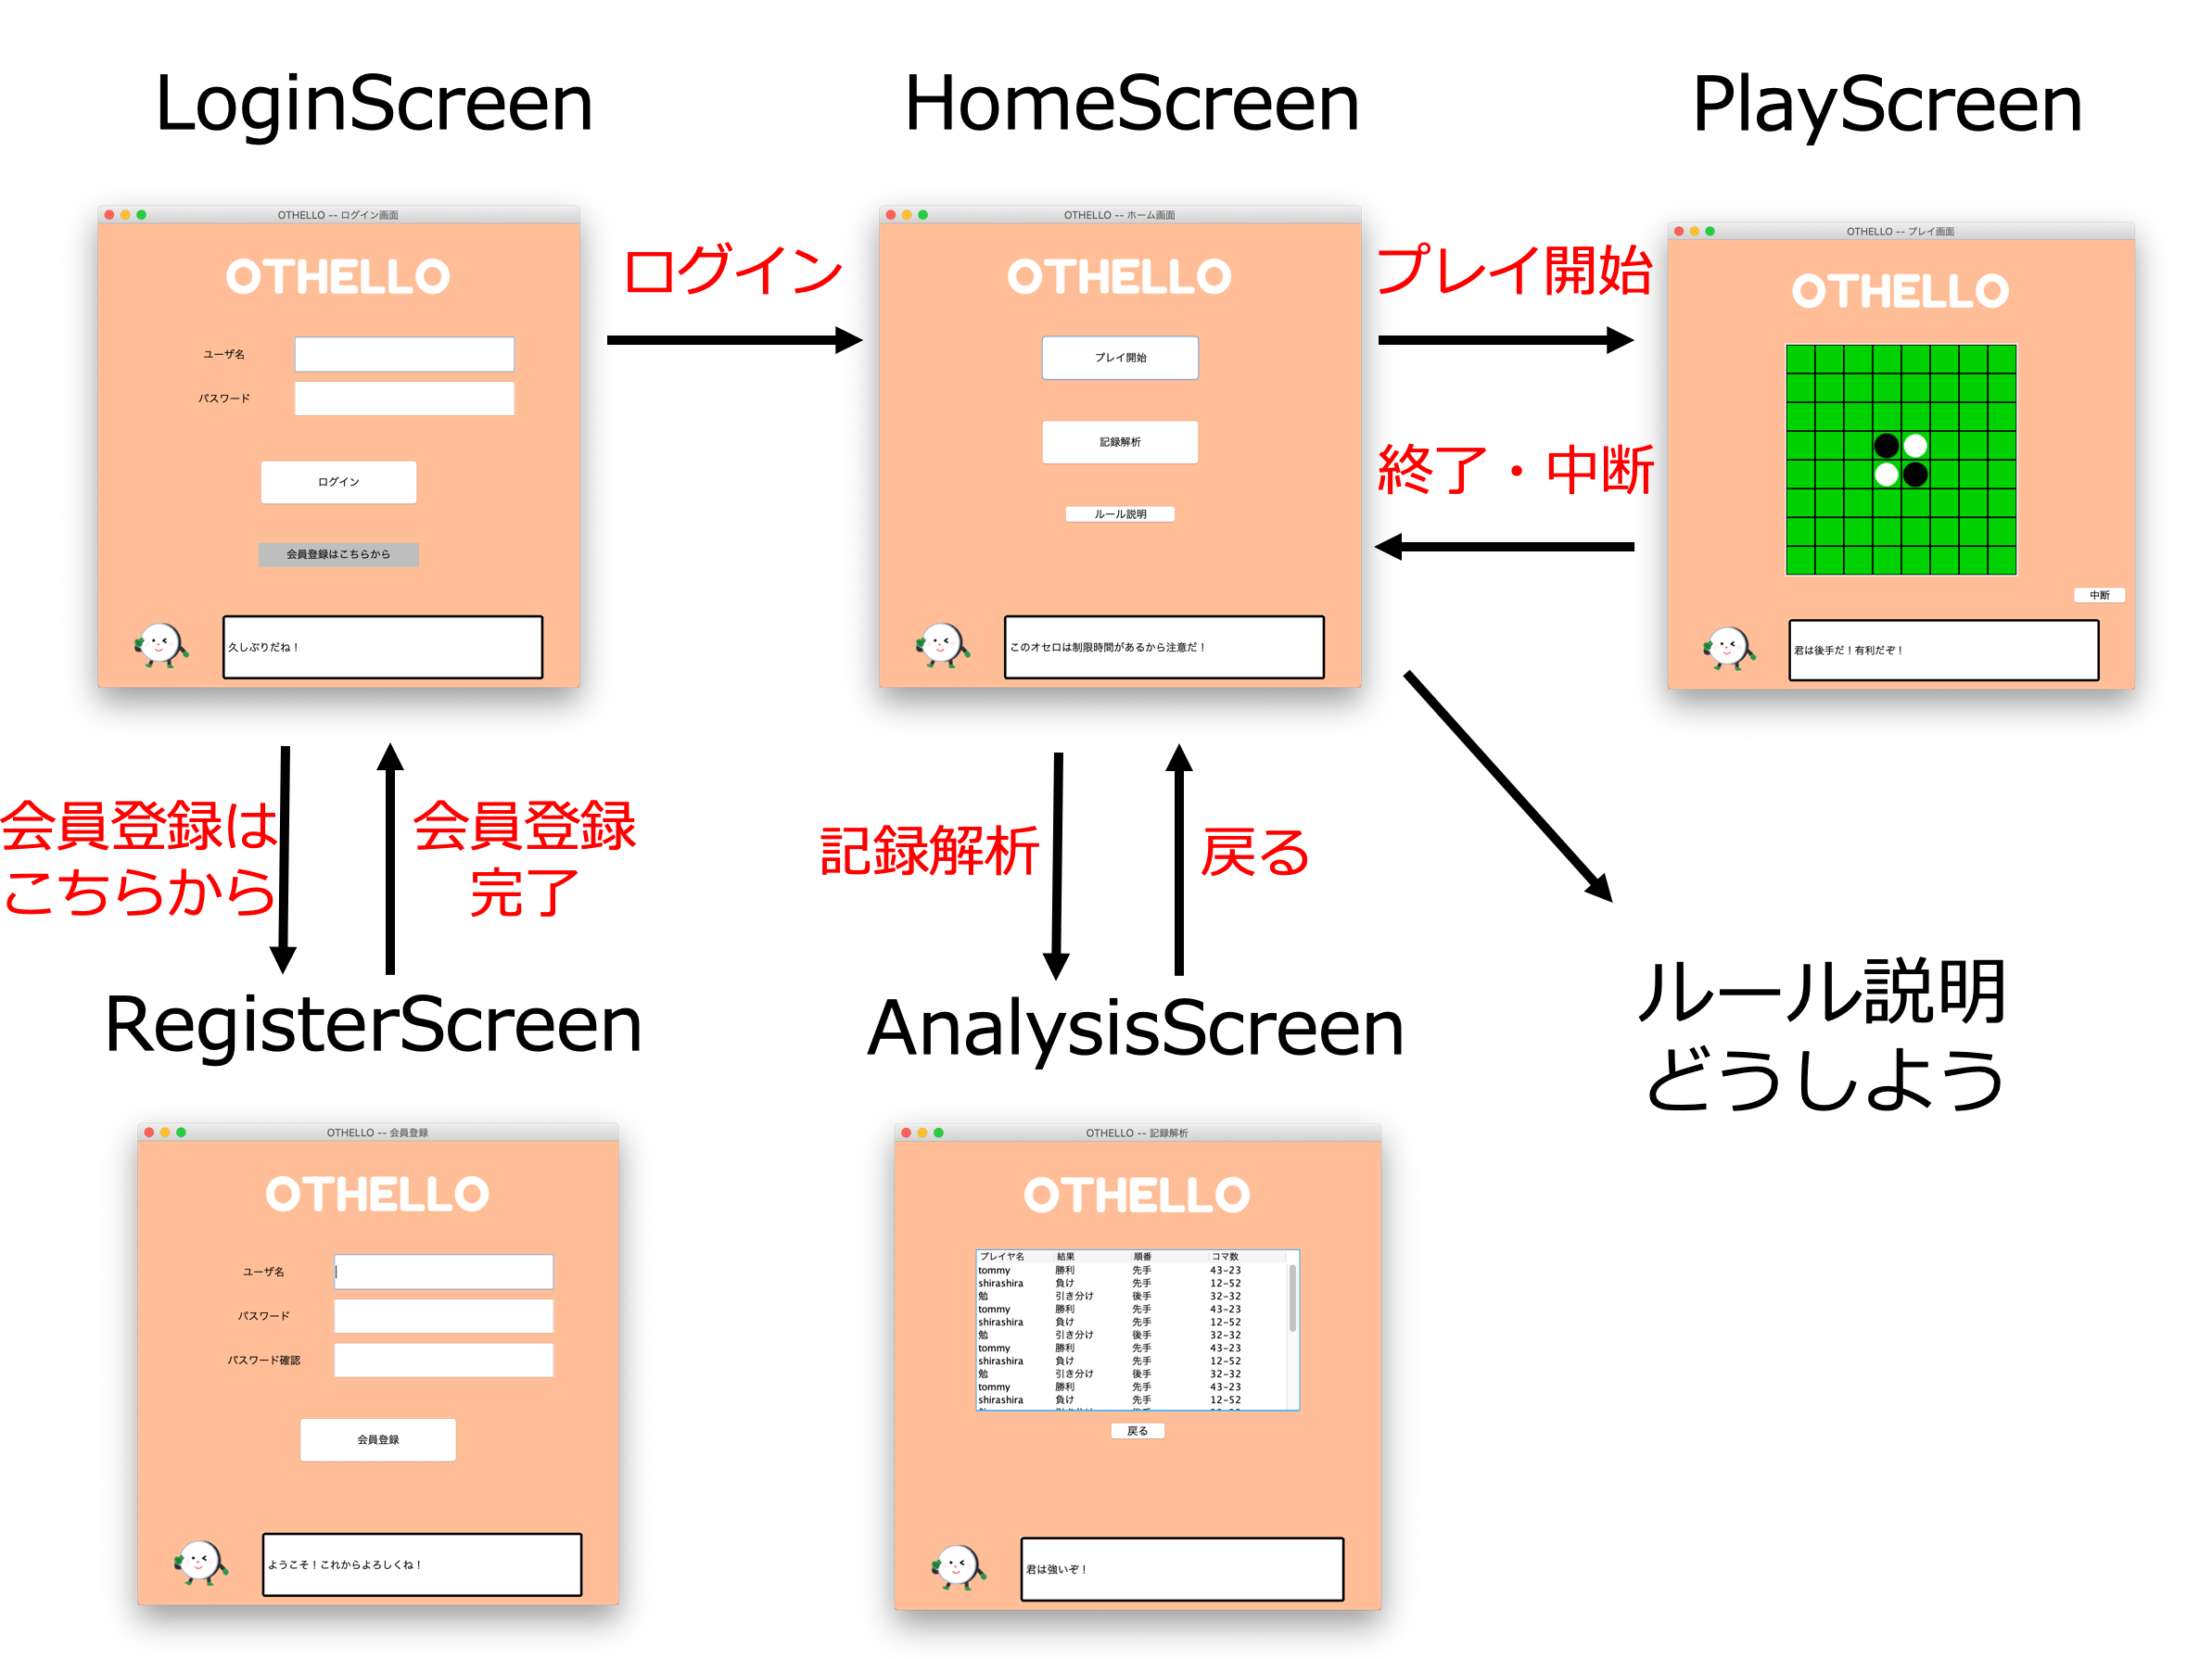 LoginScreen
HomeScreen
PlayScreen
OTHELLO -- ログイン画面
OTHELLO
ユーザ名
パスワード
ログイン
会員登録はこちらから
久しぶりだね！
ログイン
OTHELLO -- ホーム画面
OTHELLO
プレイ開始
記録解析
ルール説明
このオセロは制限時間があるから注意だ！
プレイ開始
終了・中断
OTHELLO -- プレイ画面
OTHELLO
中断
君は後手だ！有利だぞ！
会員登録は
こちらから
会員登録
完了
記録解析
戻る
RegisterScreen
AnalysisScreen
ルール説明
どうしよう
OTHELLO -- 会員登録
OTHELLO
ユーザ名
パスワード
パスワード確認
会員登録
ようこそ！これからよろしくね！
OTHELLO -- 記録解析
OTHELLO
プレイヤ名 結果 順番 コマ数
tommy 勝利 先手 43-23
shirashira 負け 先手 12-52
勉 引き分け 後手 32-32
tommy 勝利 先手 43-23
shirashira 負け 先手 12-52
勉 引き分け 後手 32-32
tommy 勝利 先手 43-23
shirashira 負け 先手 12-52
勉 引き分け 後手 32-32
tommy 勝利 先手 43-23
shirashira 負け 先手 12-52
戻る
君は強いぞ！